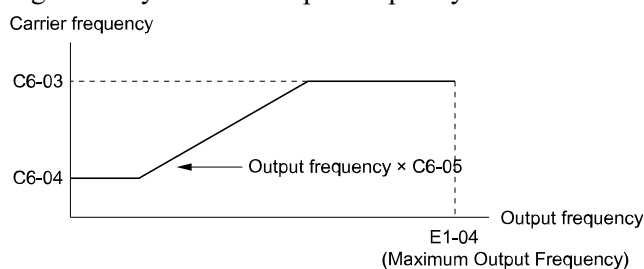 Carrier frequency
C6-03
Output frequency × C6-05
C6-04
Output frequency
E1-04
(Maximum Output Frequency)